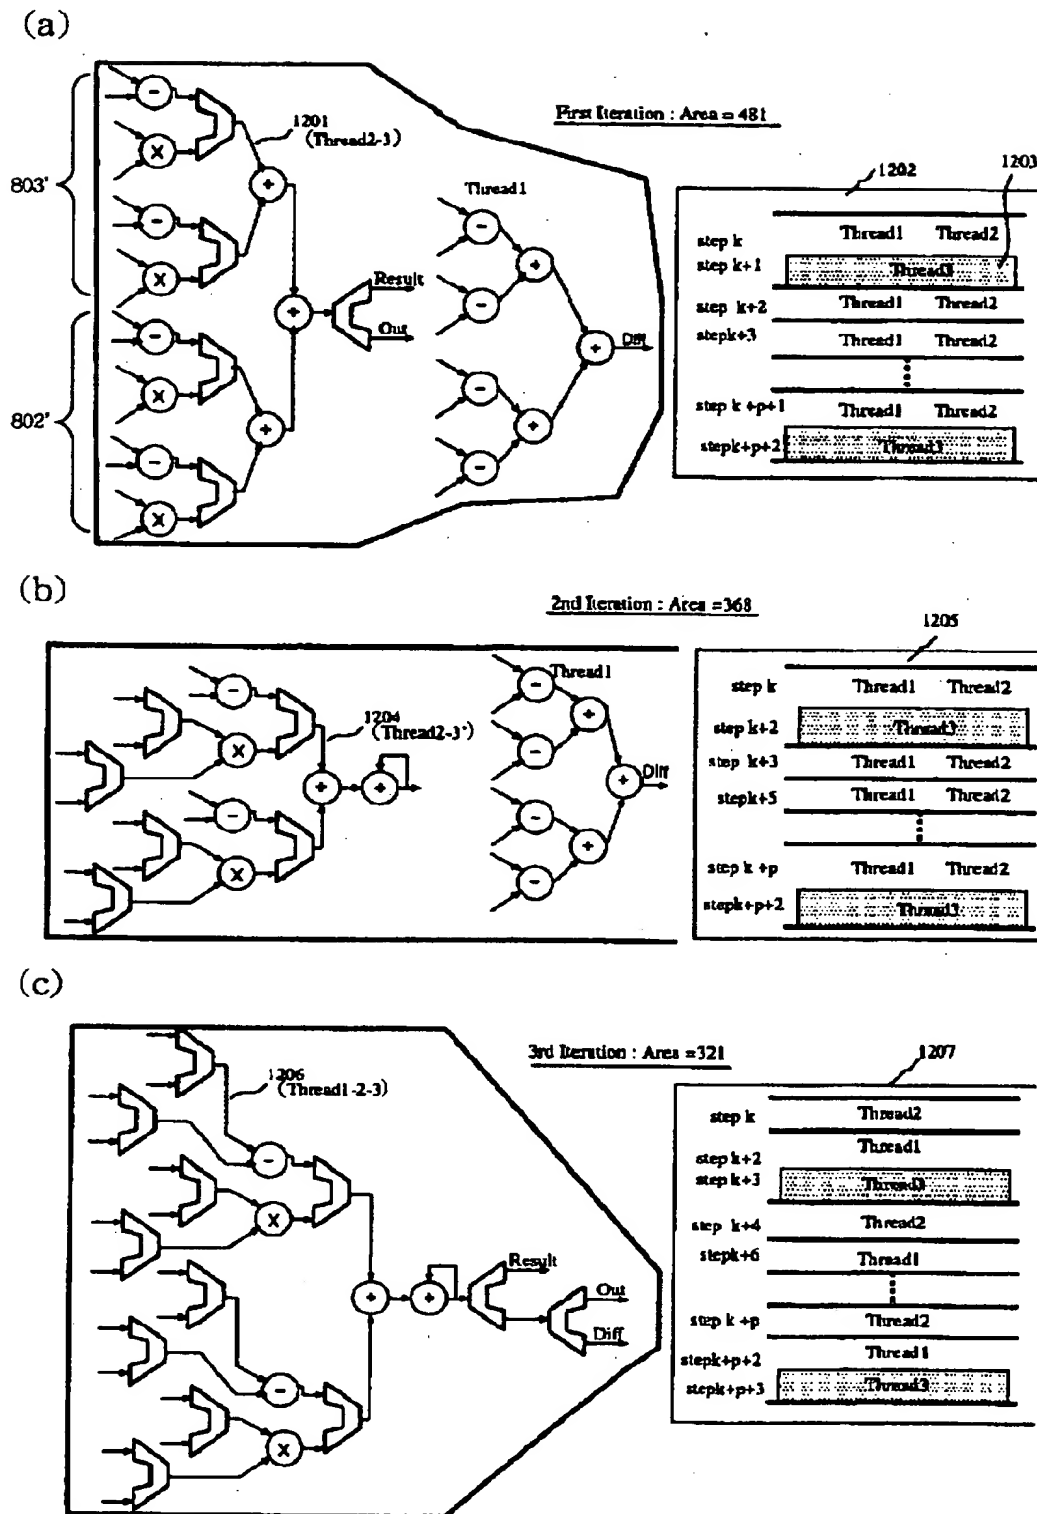 (a)
First Iteration : Area = 481
1201
(Thread2-3)
803'
802'
−
X
−
X
−
X
−
X
+
+
+
Result
Out
Thread1
−
−
−
−
+
+
+
Diff
1202
1203
step k Thread1 Thread2
step k+1 Thread3
step k+2 Thread1 Thread2
stepk+3 Thread1 Thread2
step k +p+1 Thread1 Thread2
stepk+p+2 Thread3
(b)
2nd Iteration : Area =368
1204
(Thread2-3')
−
X
−
X
+
+
Thread1
−
−
−
−
+
+
+
Diff
1205
step k Thread1 Thread2
step k+2 Thread3
step k+3 Thread1 Thread2
stepk+5 Thread1 Thread2
step k +p Thread1 Thread2
stepk+p+2 Thread3
(c)
3rd Iteration : Area =321
1206
(Thread1-2-3)
−
X
−
X
+
+
Result
Out
Diff
1207
step k Thread2
step k+2 Thread1
step k+3 Thread3
step k+4 Thread2
stepk+6 Thread1
step k +p Thread2
stepk+p+2 Thread1
stepk+p+3 Thread3